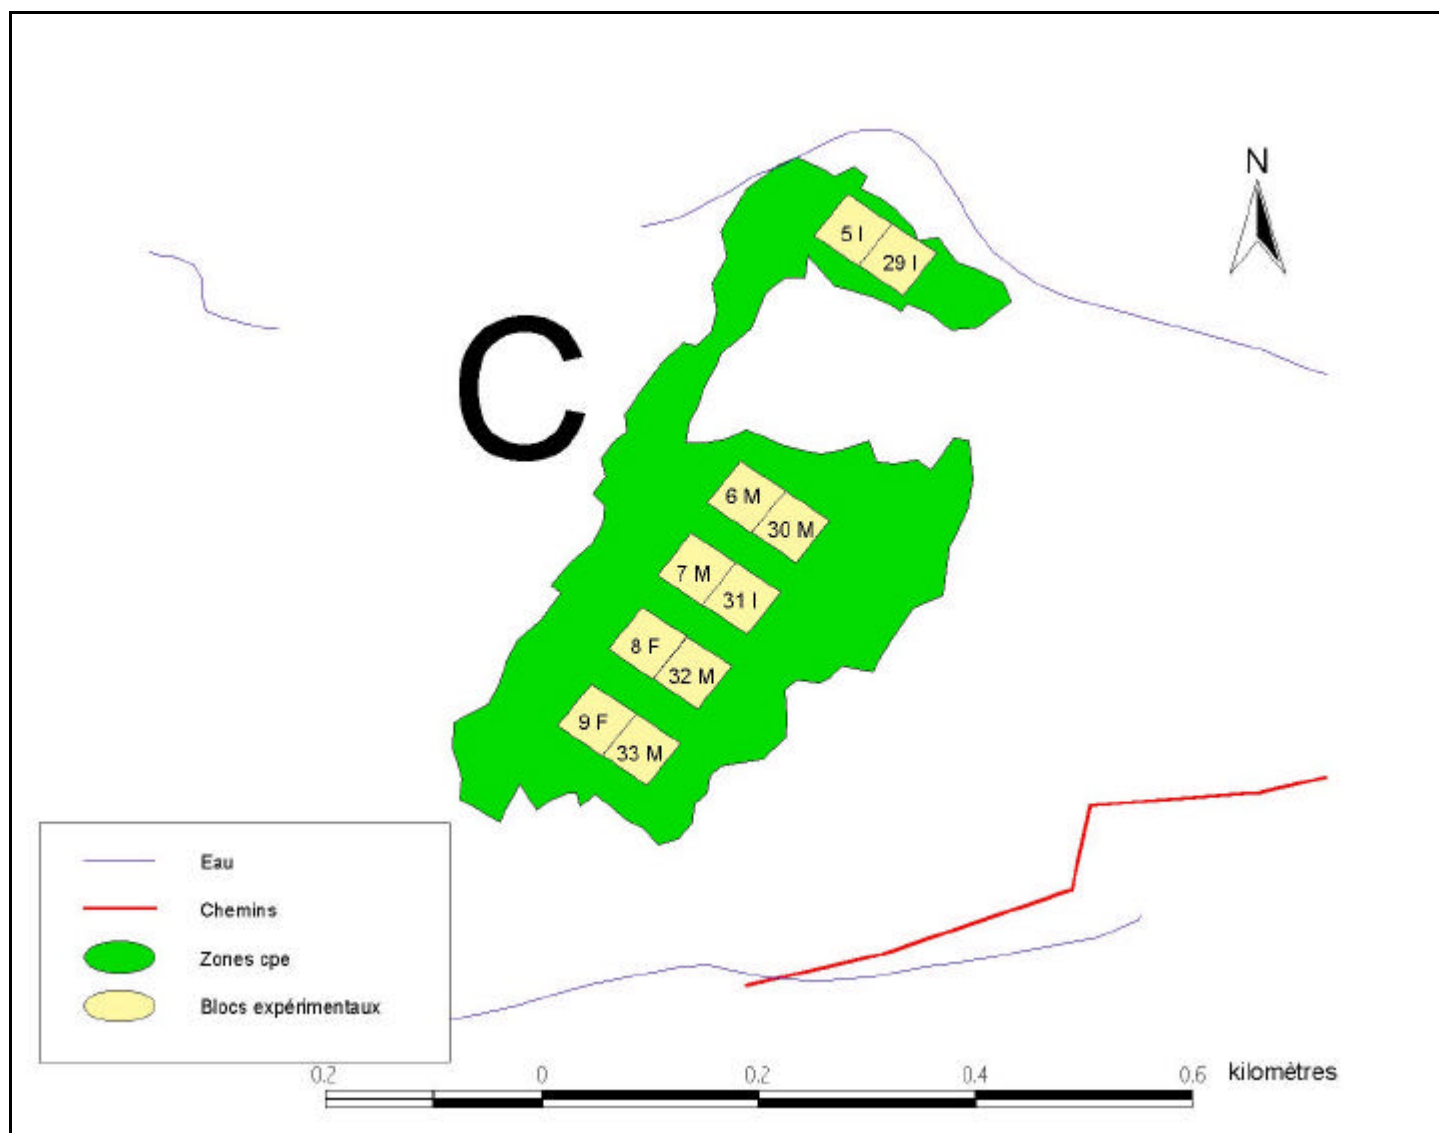 N
5 I
29 I
C
6 M
30 M
7 M
31 I
8 F
32 M
9 F
33 M
Eau
Chemins
Zones cpe
Blocs expérimentaux
0.2 0 0.2 0.4 0.6 kilomètres